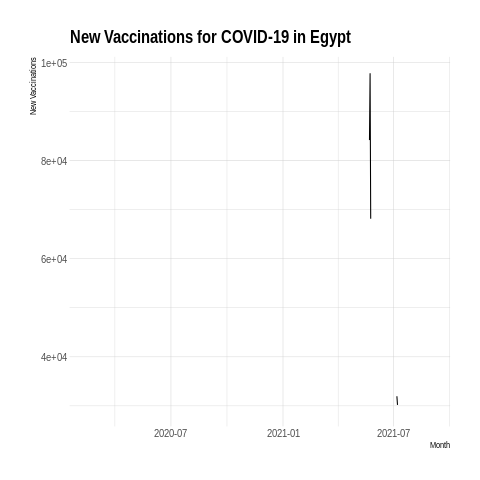 New Vaccinations for COVID-19 in Egypt
New Vaccinations
1e+05
8e+04
6e+04
4e+04
2020-07
2021-01
2021-07
Month